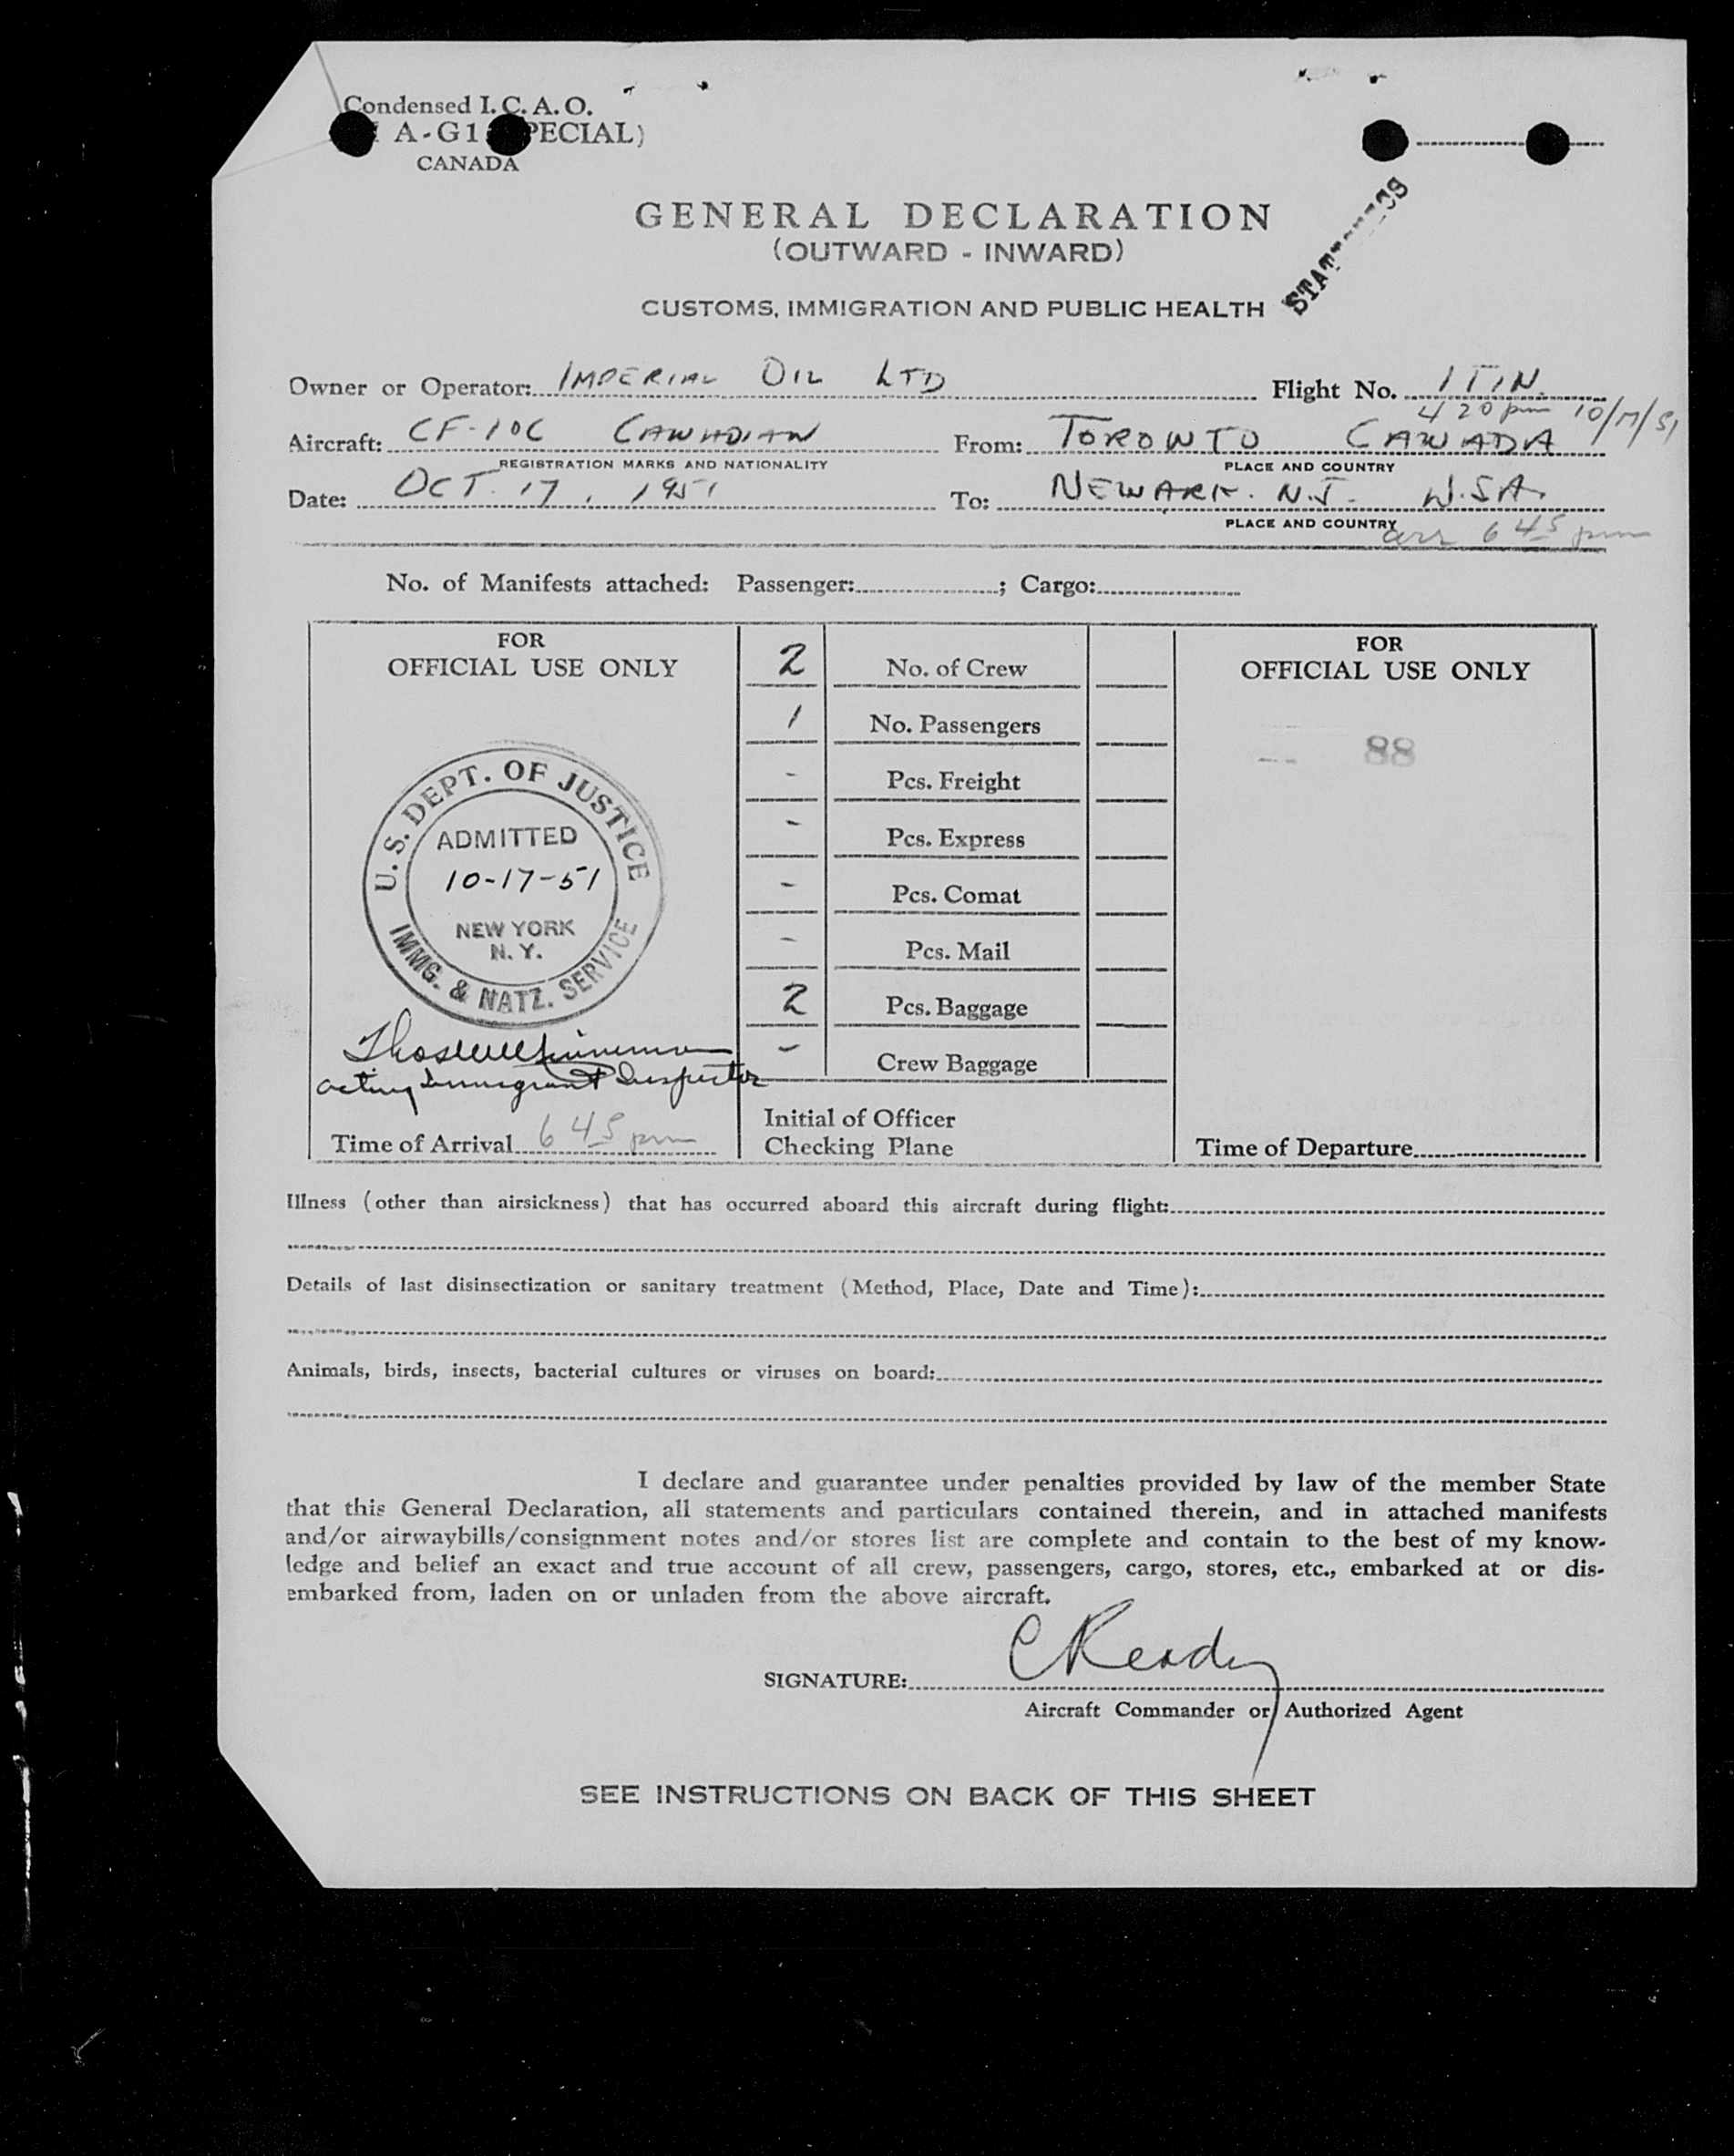 Condensed I.C.A.O.
A-G1 (SPECIAL)
CANADA
GENERAL DECLARATION
(OUTWARD - INWARD)
CUSTOMS, IMMIGRATION AND PUBLIC HEALTH
Owner or Operator: IMPERIAL OIL LTD Flight No. ITIN.
420 pm 10/17/51
Aircraft: CF-IOC CANADIAN From: TORONTO CANADA
REGISTRATION MARKS AND NATIONALITY PLACE AND COUNTRY
Date: OCT. 17, 1951 To: NEWARK. N.J. U.S.A.
PLACE AND COUNTRY
arr 645 pm
No. of Manifests attached: Passenger: ; Cargo:
FOR
OFFICIAL USE ONLY
U.S. DEPT. OF JUSTICE
ADMITTED
10-17-51
NEW YORK
N. Y.
IMMG. & NATZ. SERVICE
acting Immigrant Inspector
Time of Arrival 645 pm
2 No. of Crew
1 No. Passengers
- Pcs. Freight
- Pcs. Express
- Pcs. Comat
- Pcs. Mail
2 Pcs. Baggage
- Crew Baggage
Initial of Officer
Checking Plane
FOR
OFFICIAL USE ONLY
88
Time of Departure
Illness (other than airsickness) that has occurred aboard this aircraft during flight:
Details of last disinsectization or sanitary treatment (Method, Place, Date and Time):
Animals, birds, insects, bacterial cultures or viruses on board:
I declare and guarantee under penalties provided by law of the member State
that this General Declaration, all statements and particulars contained therein, and in attached manifests
and/or airwaybills/consignment notes and/or stores list are complete and contain to the best of my know-
ledge and belief an exact and true account of all crew, passengers, cargo, stores, etc., embarked at or dis-
embarked from, laden on or unladen from the above aircraft.
SIGNATURE: C Ready
Aircraft Commander or Authorized Agent
SEE INSTRUCTIONS ON BACK OF THIS SHEET